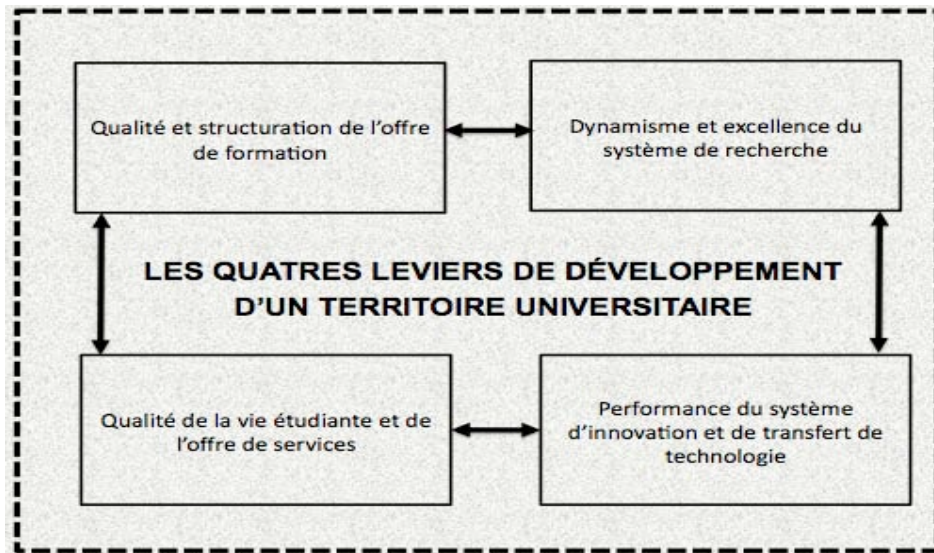 Qualité et structuration de l'offre
de formation
Dynamisme et excellence du
système de recherche
LES QUATRES LEVIERS DE DÉVELOPPEMENT
D'UN TERRITOIRE UNIVERSITAIRE
Qualité de la vie étudiante et de
l'offre de services
Performance du système
d'innovation et de transfert de
technologie